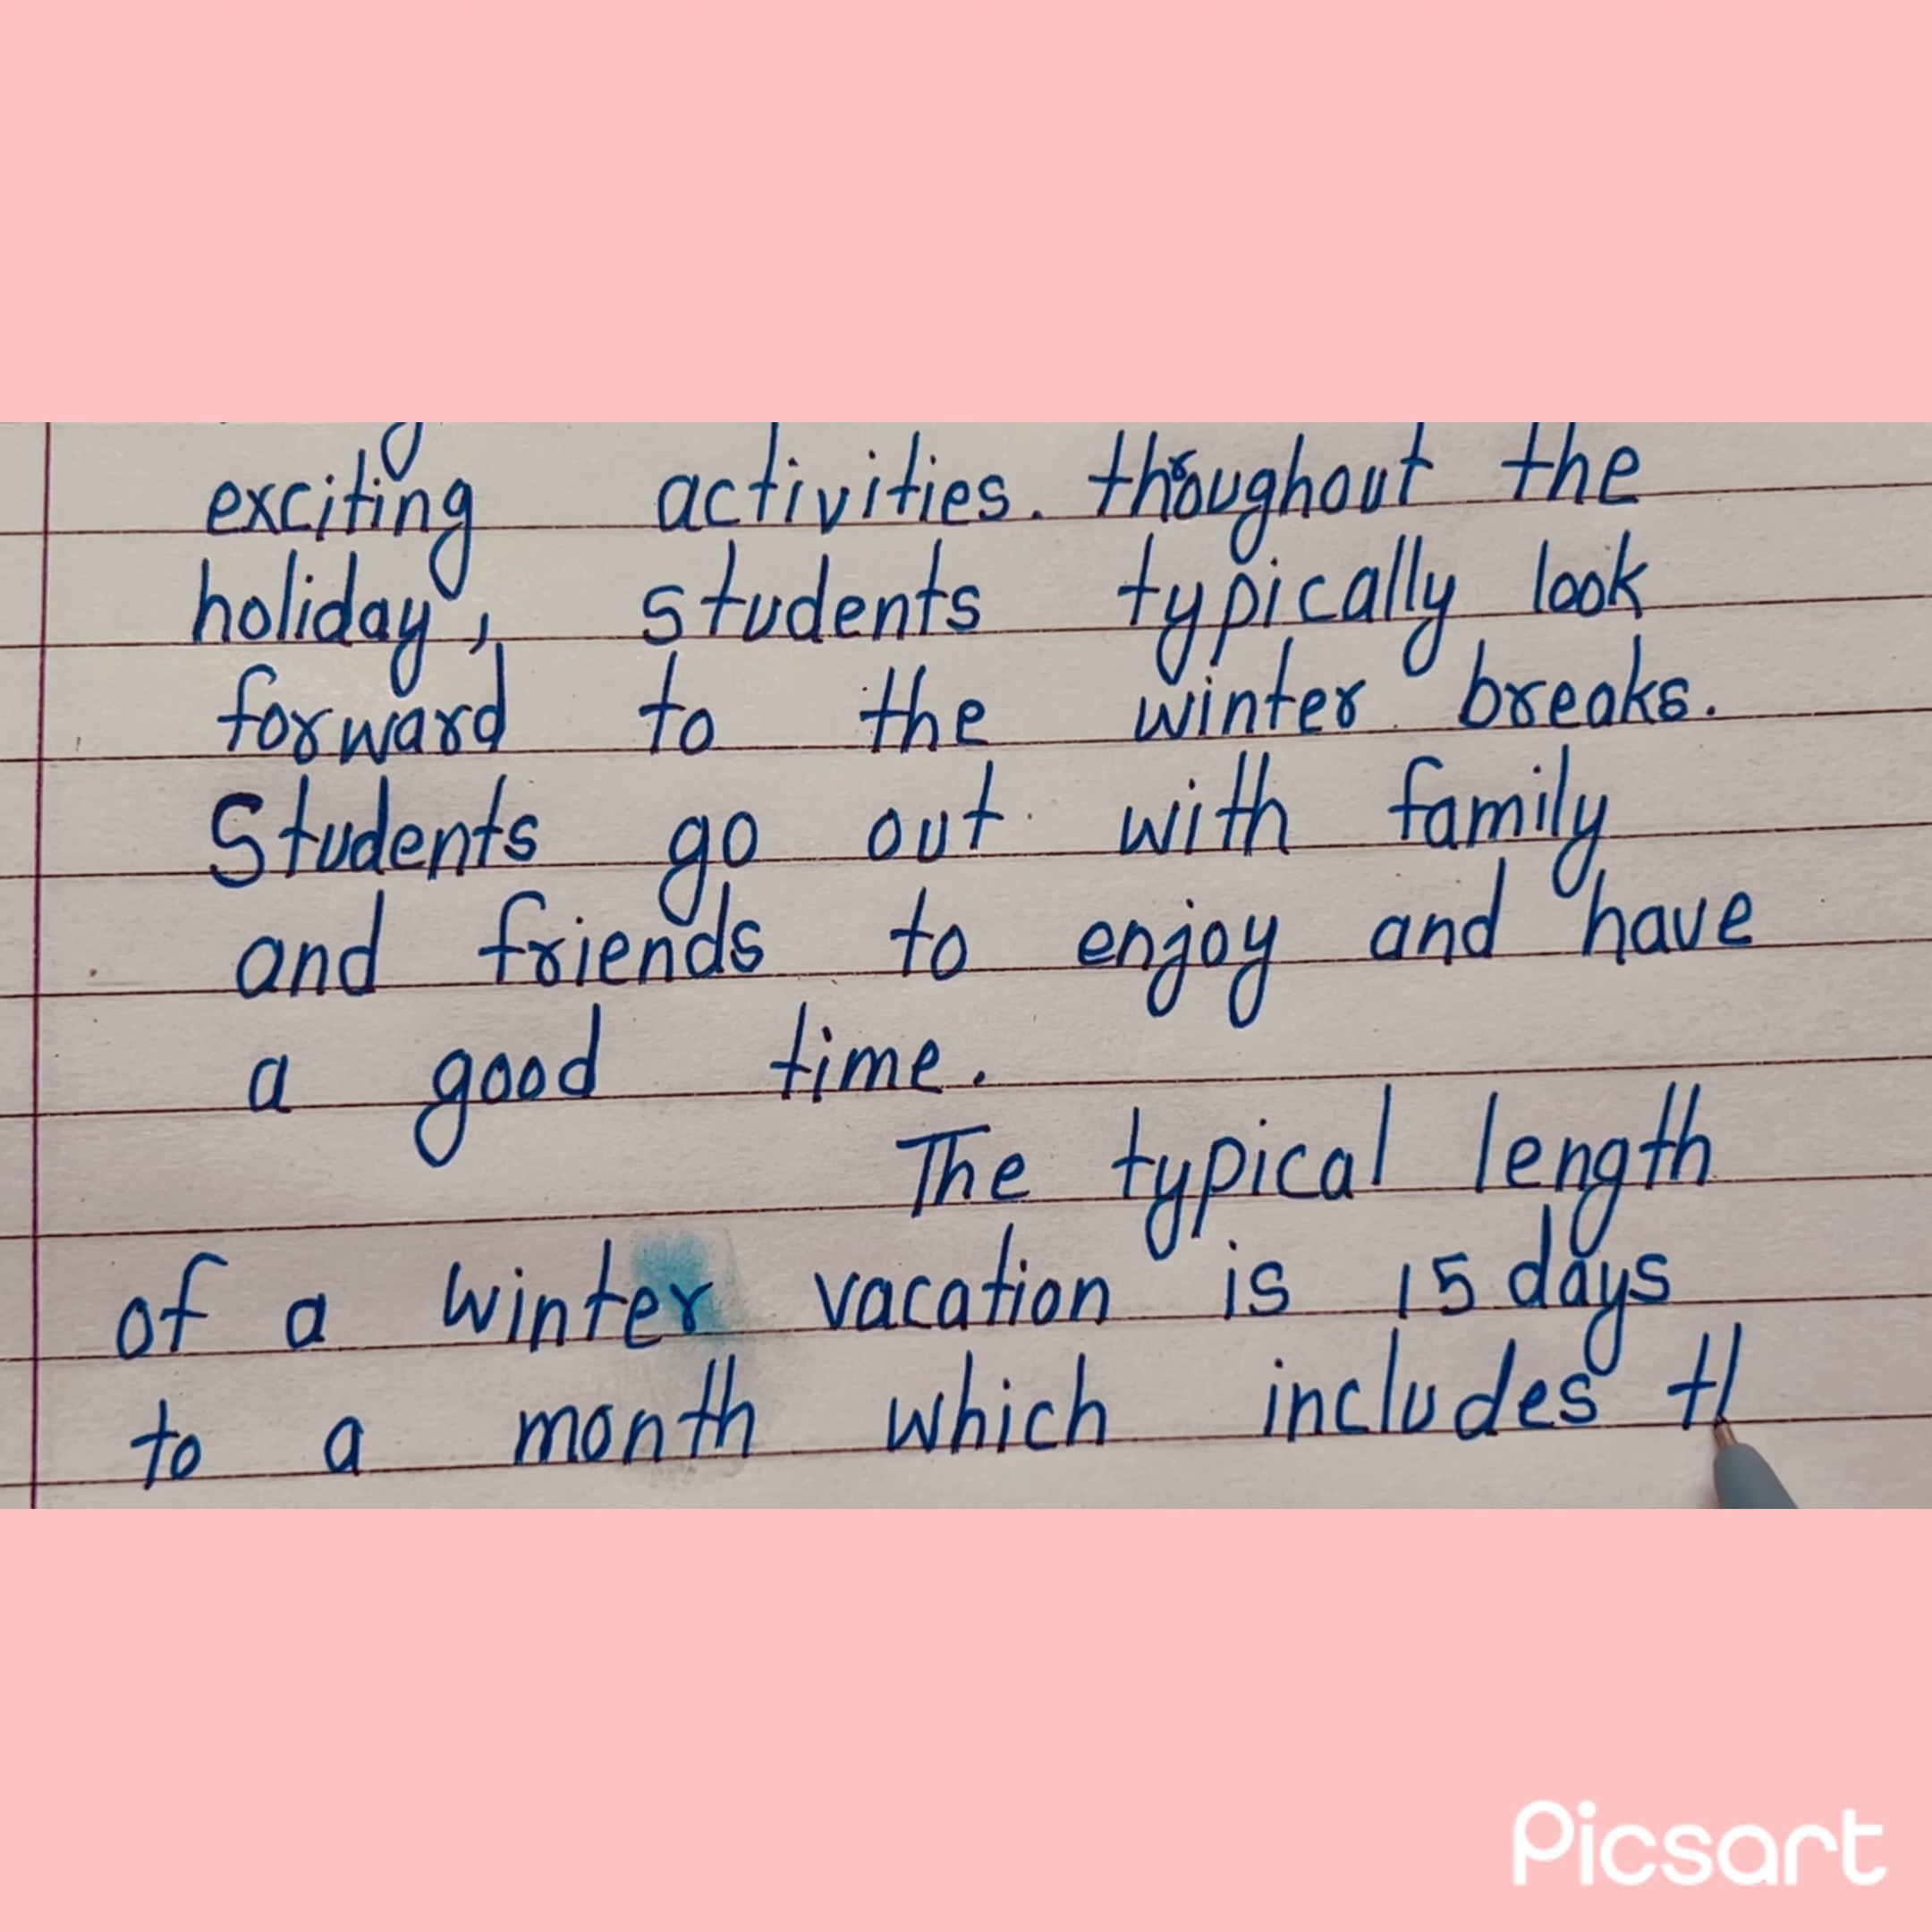 exciting activities. throughout the
holiday, students typically look
forward to the winter breaks.
Students go out with family
and friends to enjoy and have
a good time.
The typical length
of a winter vacation is 15 days
to a month which includes th
Picsart